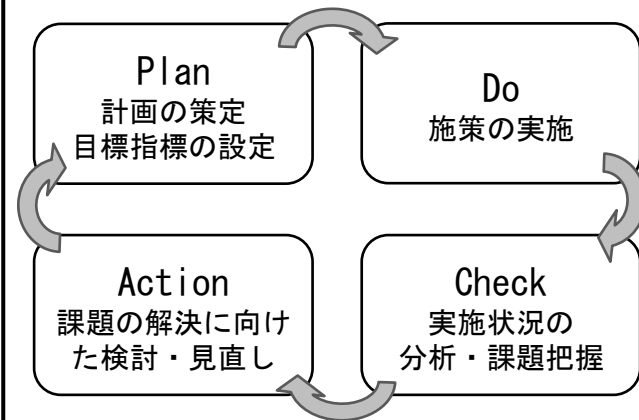 Plan
計画の策定
目標指標の設定
Do
施策の実施
Action
課題の解決に向け
た検討・見直し
Check
実施状況の
分析・課題把握